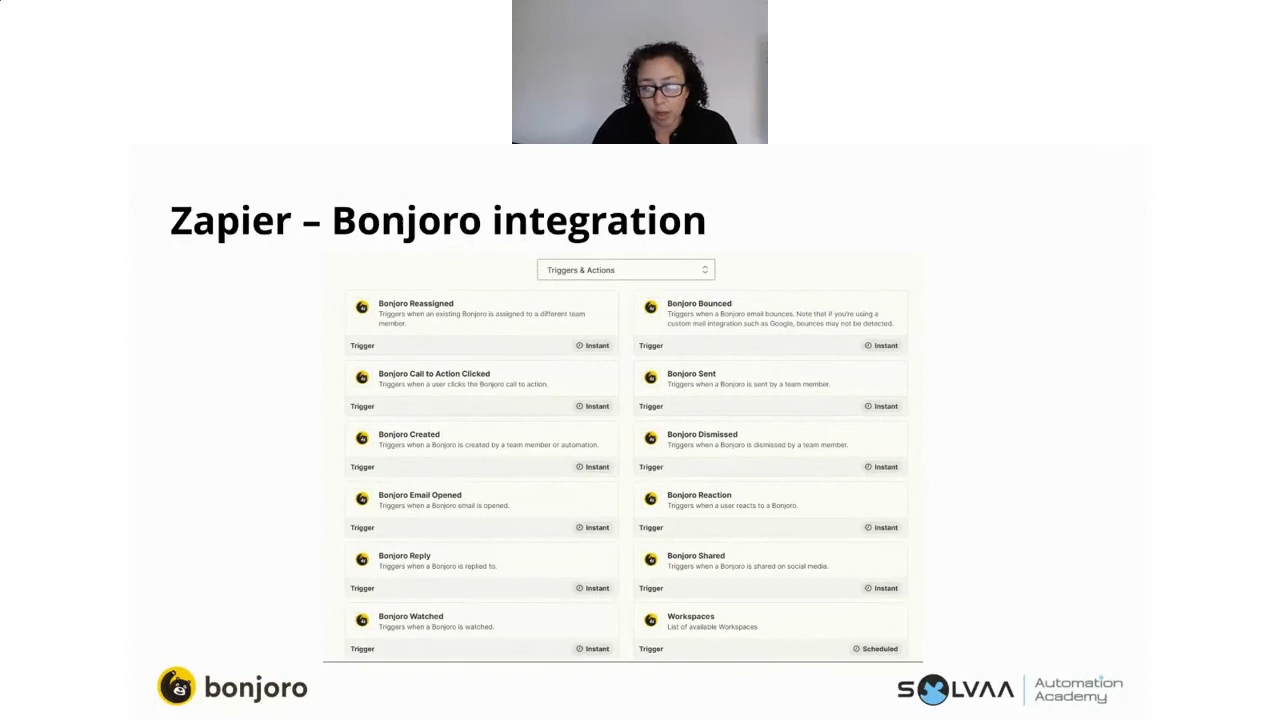 Zapier – Bonjoro integration
Triggers & Actions
Bonjoro Reassigned
Triggers when an existing Bonjoro is assigned to a different team
member.
Trigger
Instant
Bonjoro Bounced
Triggers when a Bonjoro email bounces. Note that if you're using a
custom mail integration such as Google, bounces may not be detected.
Trigger
Instant
Bonjoro Call to Action Clicked
Triggers when a user clicks the Bonjoro call to action.
Trigger
Instant
Bonjoro Sent
Triggers when a Bonjoro is sent by a team member.
Trigger
Instant
Bonjoro Created
Triggers when a Bonjoro is created by a team member or automation.
Trigger
Instant
Bonjoro Dismissed
Triggers when a Bonjoro is dismissed by a team member.
Trigger
Instant
Bonjoro Email Opened
Triggers when a Bonjoro email is opened.
Trigger
Instant
Bonjoro Reaction
Triggers when a user reacts to a Bonjoro.
Trigger
Instant
Bonjoro Reply
Triggers when a Bonjoro is replied to.
Trigger
Instant
Bonjoro Shared
Triggers when a Bonjoro is shared on social media.
Trigger
Instant
Bonjoro Watched
Triggers when a Bonjoro is watched.
Trigger
Instant
Workspaces
List of available Workspaces
Trigger
Scheduled
bonjoro
SOLVAA
Automation
Academy